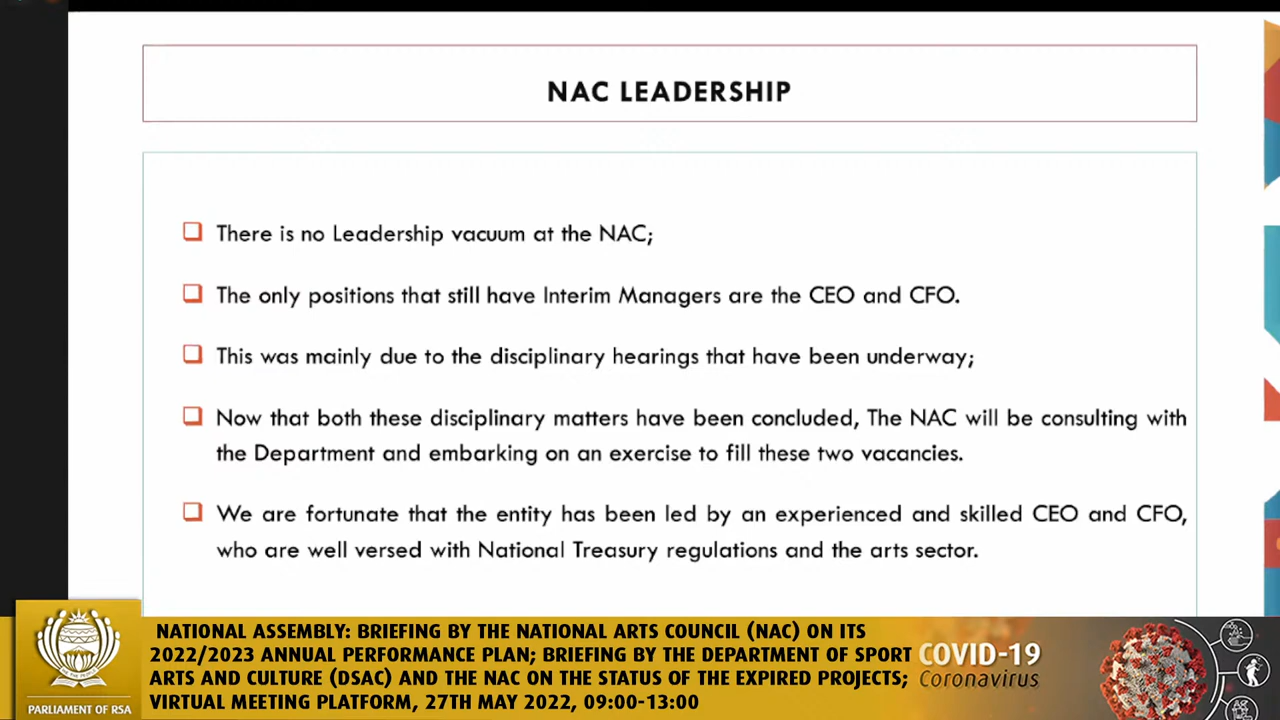 NAC LEADERSHIP
There is no Leadership vacuum at the NAC;
The only positions that still have Interim Managers are the CEO and CFO.
This was mainly due to the disciplinary hearings that have been underway;
Now that both these disciplinary matters have been concluded, The NAC will be consulting with
the Department and embarking on an exercise to fill these two vacancies.
We are fortunate that the entity has been led by an experienced and skilled CEO and CFO,
who are well versed with National Treasury regulations and the arts sector.
NATIONAL ASSEMBLY: BRIEFING BY THE NATIONAL ARTS COUNCIL (NAC) ON ITS
2022/2023 ANNUAL PERFORMANCE PLAN; BRIEFING BY THE DEPARTMENT OF SPORT
ARTS AND CULTURE (DSAC) AND THE NAC ON THE STATUS OF THE EXPIRED PROJECTS;
VIRTUAL MEETING PLATFORM, 27TH MAY 2022, 09:00-13:00
PARLIAMENT OF RSA
COVID-19
Coronavirus